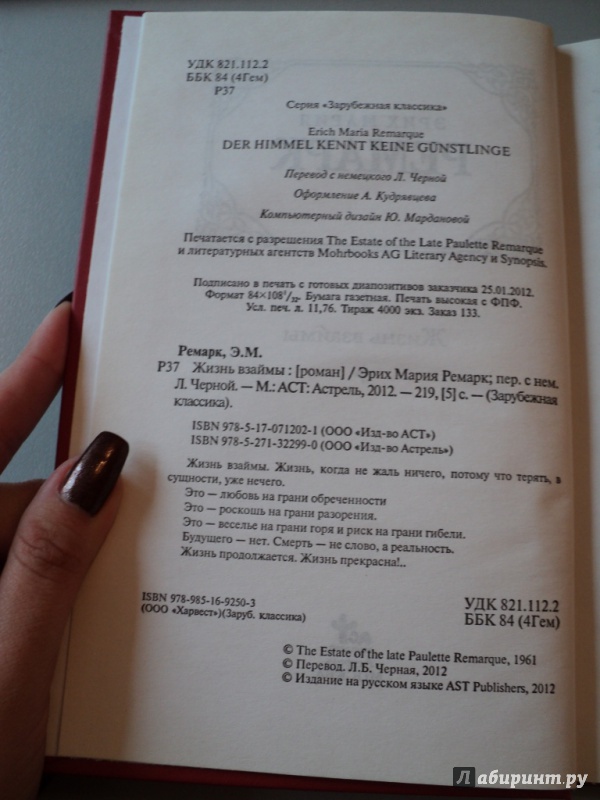 УДК 821.112.2
ББК 84 (4Гем)
Р37
Серия «Зарубежная классика»
Erich Maria Remarque
DER HIMMEL KENNT KEINE GÜNSTLINGE
Перевод с немецкого Л. Черной
Оформление А. Кудрявцева
Компьютерный дизайн Ю. Мардановой
Печатается с разрешения The Estate of the Late Paulette Remarque
и литературных агентств Mohrbooks AG Literary Agency и Synopsis.
Подписано в печать с готовых диапозитивов заказчика 25.01.2012.
Формат 84×108¹/₃₂. Бумага газетная. Печать высокая с ФПФ.
Усл. печ. л. 11,76. Тираж 4000 экз. Заказ 133.
Ремарк, Э.М.
Р37 Жизнь взаймы : [роман] / Эрих Мария Ремарк; пер. с нем.
Л. Черной. — М.: АСТ: Астрель, 2012. — 219, [5] с. — (Зарубежная
классика).
ISBN 978-5-17-071202-1 (ООО «Изд-во АСТ»)
ISBN 978-5-271-32299-0 (ООО «Изд-во Астрель»)
Жизнь взаймы. Жизнь, когда не жаль ничего, потому что терять, в
сущности, уже нечего.
Это — любовь на грани обреченности
Это — роскошь на грани разорения.
Это — веселье на грани горя и риск на грани гибели.
Будущего — нет. Смерть — не слово, а реальность.
Жизнь продолжается. Жизнь прекрасна!..
ISBN 978-985-16-9250-3
(ООО «Харвест»)(Заруб. классика)
УДК 821.112.2
ББК 84 (4Гем)
© The Estate of the late Paulette Remarque, 1961
© Перевод. Л.Б. Черная, 2012
© Издание на русском языке AST Publishers, 2012
Лабиринт.ру